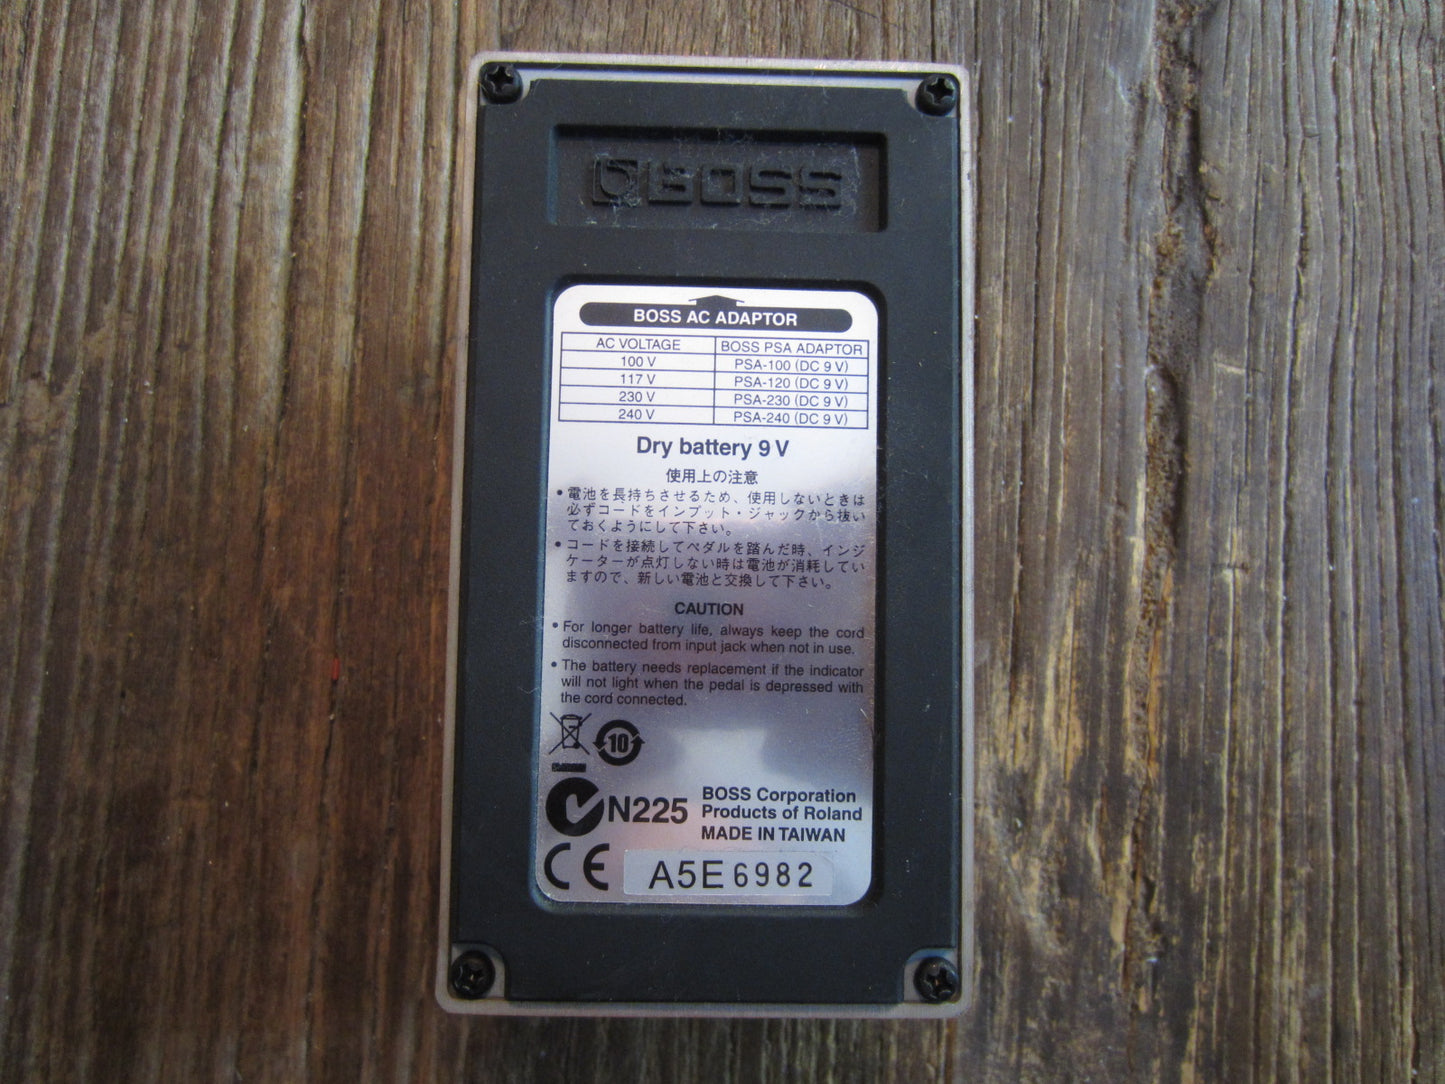 BOSS
BOSS AC ADAPTOR
AC VOLTAGE BOSS PSA ADAPTOR
100 V PSA-100 (DC 9 V)
117 V PSA-120 (DC 9 V)
230 V PSA-230 (DC 9 V)
240 V PSA-240 (DC 9 V)
Dry battery 9 V
使用上の注意
• 電池を長持ちさせるため、使用しないときは
必ずコードをインプット・ジャックから抜い
ておくようにして下さい。
• コードを接続してペダルを踏んだ時、インジ
ケーターが点灯しない時は電池が消耗してい
ますので、新しい電池と交換して下さい。
CAUTION
• For longer battery life, always keep the cord
disconnected from input jack when not in use.
• The battery needs replacement if the indicator
will not light when the pedal is depressed with
the cord connected.
10
N225
BOSS Corporation
Products of Roland
MADE IN TAIWAN
CE
A5E6982